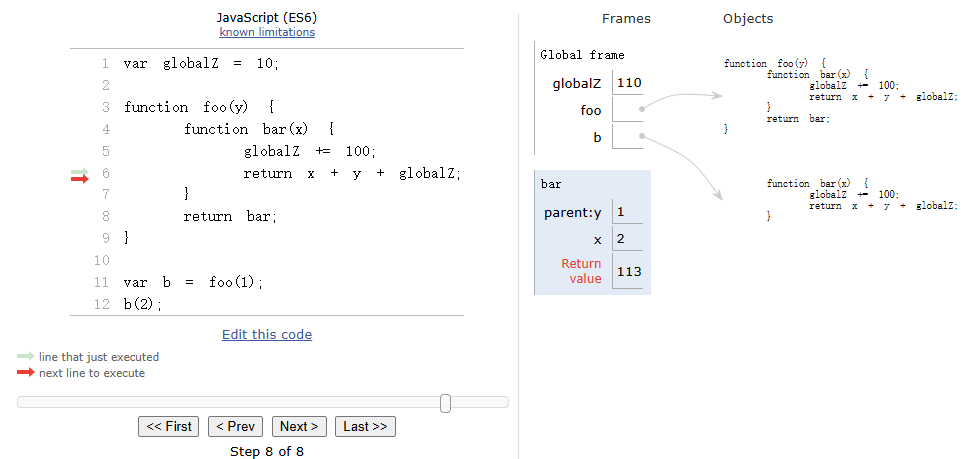 JavaScript (ES6)
known limitations
1 var globalZ = 10;
2
3 function foo(y) {
4 function bar(x) {
5 globalZ += 100;
6 return x + y + globalZ;
7 }
8 return bar;
9 }
10
11 var b = foo(1);
12 b(2);
Edit this code
line that just executed
next line to execute
<< First
< Prev
Next >
Last >>
Step 8 of 8
Frames
Objects
Global frame
globalZ 110
foo
b
bar
parent:y 1
x 2
Return
value 113
function foo(y) {
function bar(x) {
globalZ += 100;
return x + y + globalZ;
}
return bar;
}
function bar(x) {
globalZ += 100;
return x + y + globalZ;
}